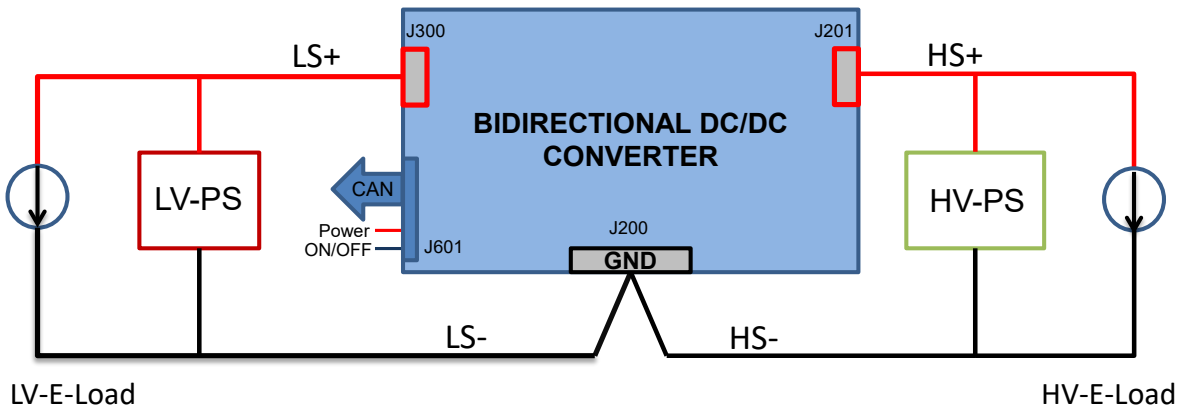 J300
J201
LS+
HS+
BIDIRECTIONAL DC/DC
CONVERTER
LV-PS
CAN
HV-PS
Power
ON/OFF
J601
J200
GND
LS-
HS-
LV-E-Load
HV-E-Load